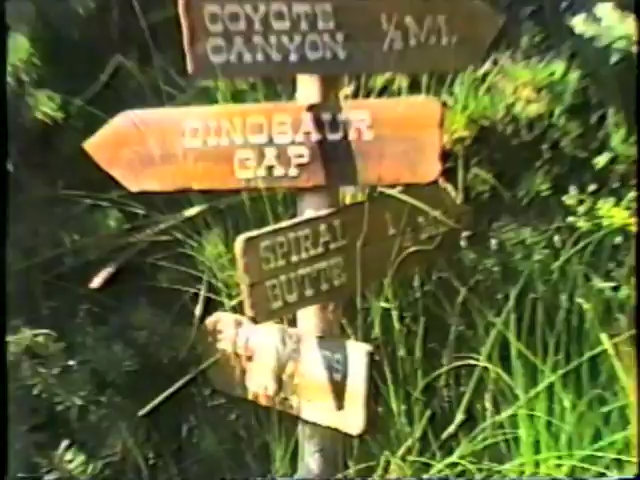 COYOTE
CANYON ½ MI.
DINOSAUR
GAP
SPIRAL
BUTTE